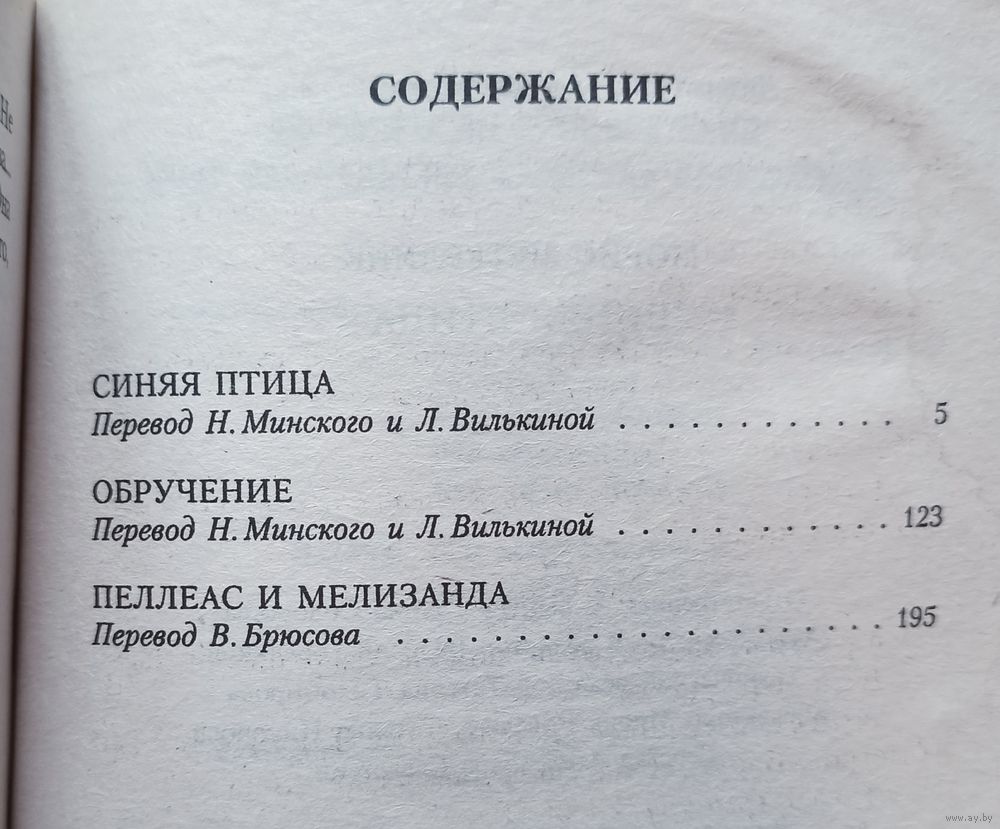 СОДЕРЖАНИЕ
СИНЯЯ ПТИЦА
Перевод Н. Минского и Л. Вилькиной . . . . . . . . . . . . 5
ОБРУЧЕНИЕ
Перевод Н. Минского и Л. Вилькиной . . . . . . . . . . . . 123
ПЕЛЛЕАС И МЕЛИЗАНДА
Перевод В. Брюсова . . . . . . . . . . . . . . . . . . . . 195
www.ay.by